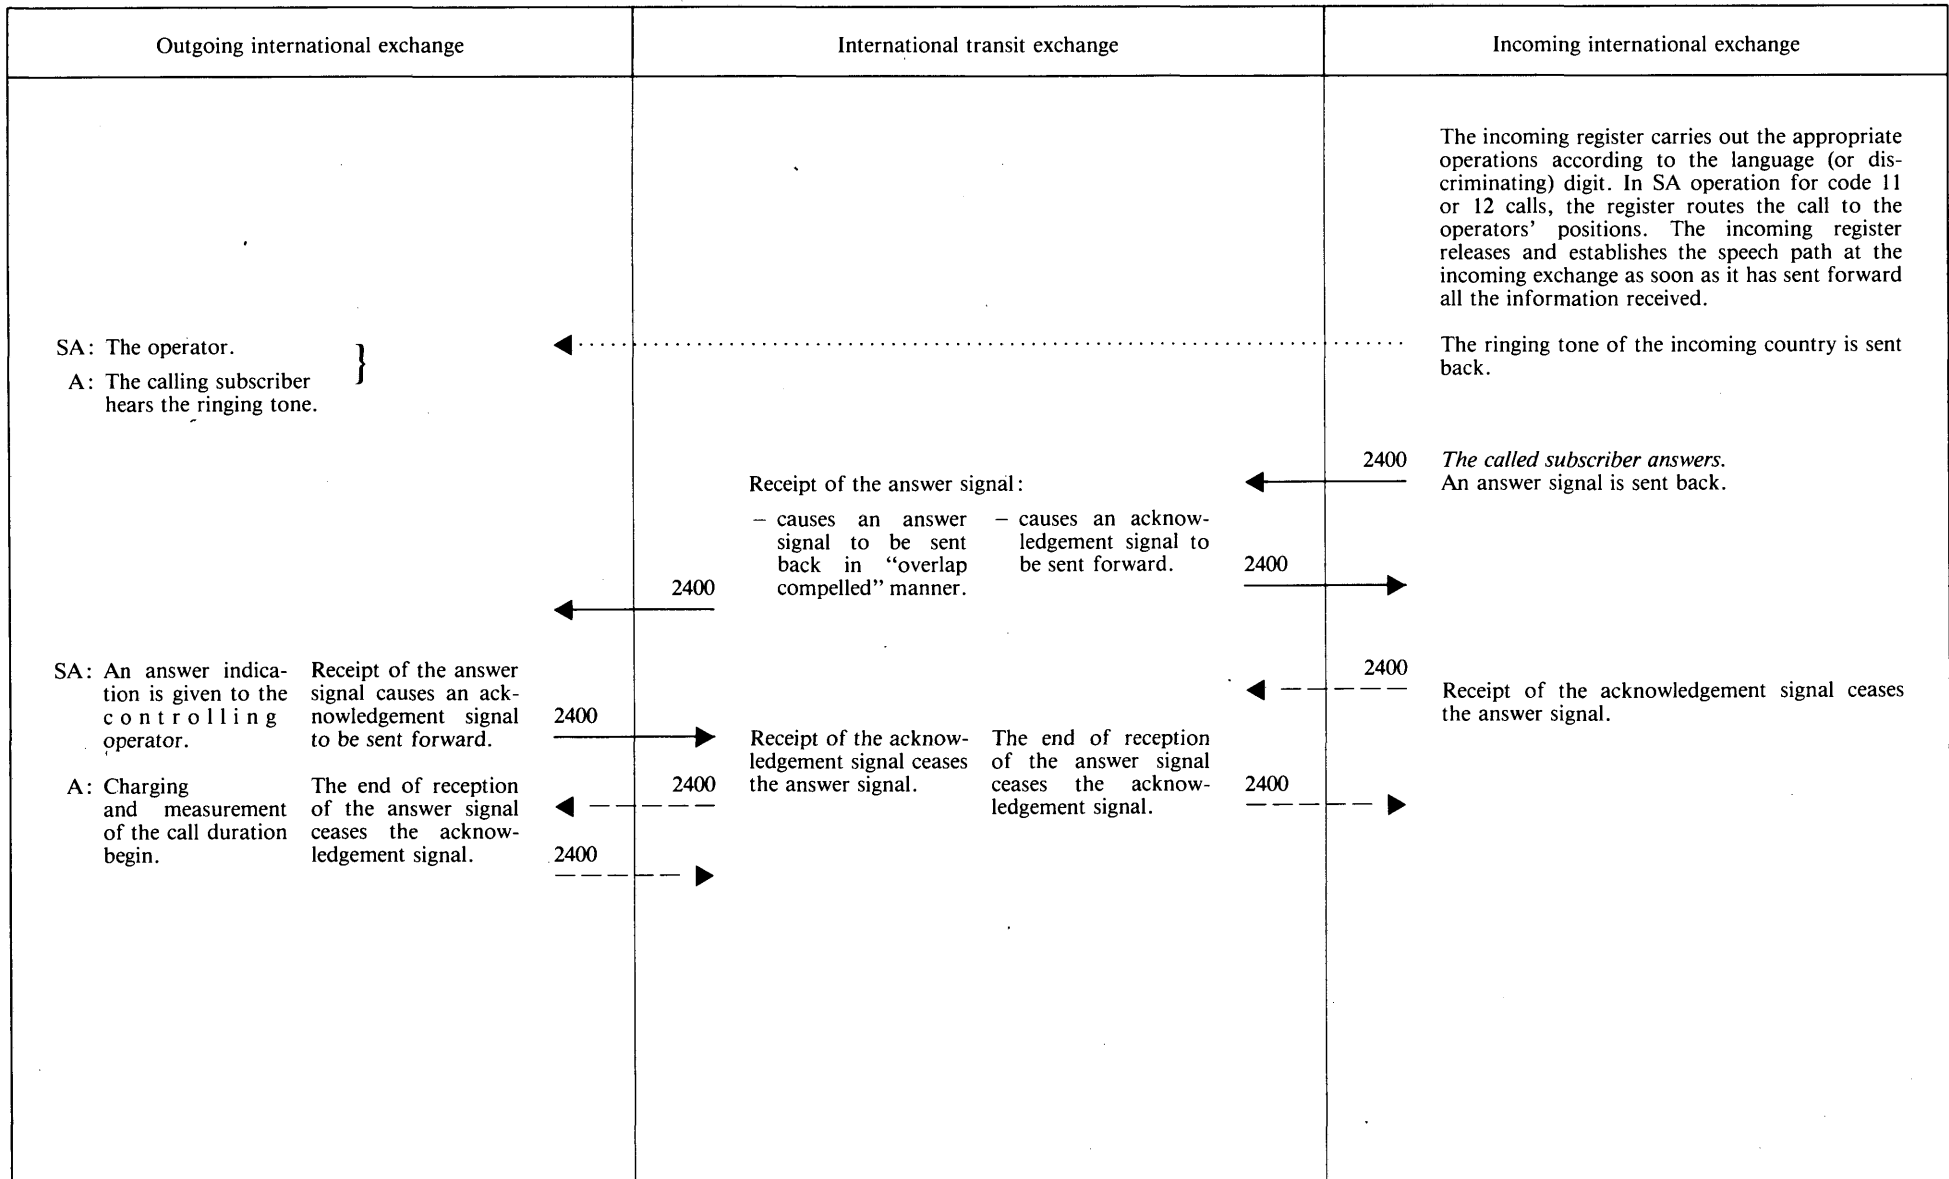 Outgoing international exchange
International transit exchange
Incoming international exchange
The incoming register carries out the appropriate
operations according to the language (or dis-
criminating) digit. In SA operation for code 11
or 12 calls, the register routes the call to the
operators' positions. The incoming register
releases and establishes the speech path at the
incoming exchange as soon as it has sent forward
all the information received.
SA: The operator.
A: The calling subscriber
hears the ringing tone.
}
The ringing tone of the incoming country is sent
back.
2400
The called subscriber answers.
An answer signal is sent back.
Receipt of the answer signal:
– causes an answer
signal to be sent
back in “overlap
compelled” manner.
– causes an acknow-
ledgement signal to
be sent forward.
2400
2400
SA: An answer indica-
tion is given to the
controlling
operator.
Receipt of the answer
signal causes an ack-
nowledgement signal
to be sent forward.
2400
2400
Receipt of the acknowledgement signal ceases
the answer signal.
Receipt of the acknow-
ledgement signal ceases
the answer signal.
The end of reception
of the answer signal
ceases the acknow-
ledgement signal.
2400
2400
A: Charging
and measurement
of the call duration
begin.
The end of reception
of the answer signal
ceases the acknow-
ledgement signal.
2400